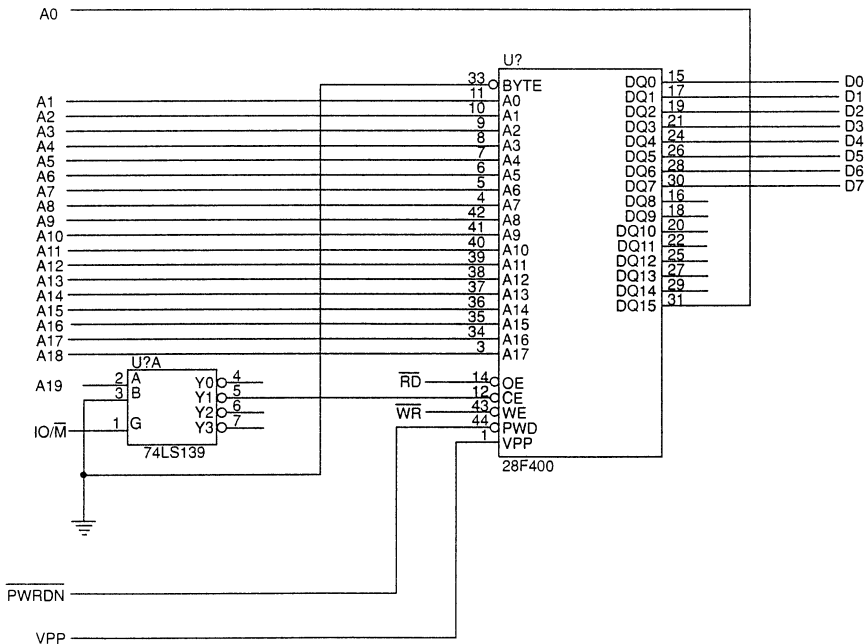 A0
U?
33 BYTE DQ0 15 D0
A1 11 A0 DQ1 17 D1
A2 10 A1 DQ2 19 D2
A3 9 A2 DQ3 21 D3
A4 8 A3 DQ4 24 D4
A5 7 A4 DQ5 26 D5
A6 6 A5 DQ6 28 D6
A7 5 A6 DQ7 30 D7
A8 4 A7 DQ8 16
A9 42 A8 DQ9 18
A10 41 A9 DQ10 20
A11 40 A10 DQ11 22
A12 39 A11 DQ12 25
A13 38 A12 DQ13 27
A14 37 A13 DQ14 29
A15 36 A14 DQ15 31
A16 35 A15
A17 34 A16
A18 3 A17
U?A
A19 2 A Y0 4 RD 14 OE
3 B Y1 5 12 CE
Y2 6 WR 43 WE
IO/M 1 G Y3 7 44 PWD
1 VPP
74LS139
28F400
PWRDN
VPP